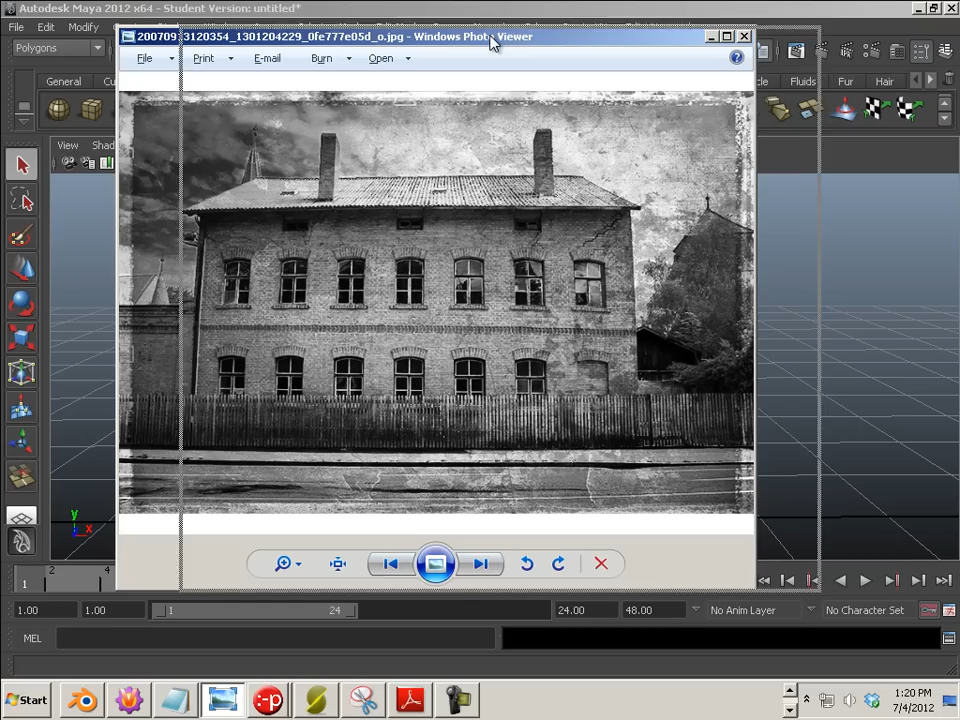 Autodesk Maya 2012 x64 - Student Version: untitled*
File Edit Modify
Polygons
General
Fluids Fur Hair
View Shad
3120354_1301204229_0fe777e05d_o.jpg - Windows Photo Viewer
File Print E-mail Burn Open
y
x
1 2 4
1.00 1.00 1 24 24.00 48.00 No Anim Layer No Character Set
MEL
Start
1:20 PM
7/4/2012